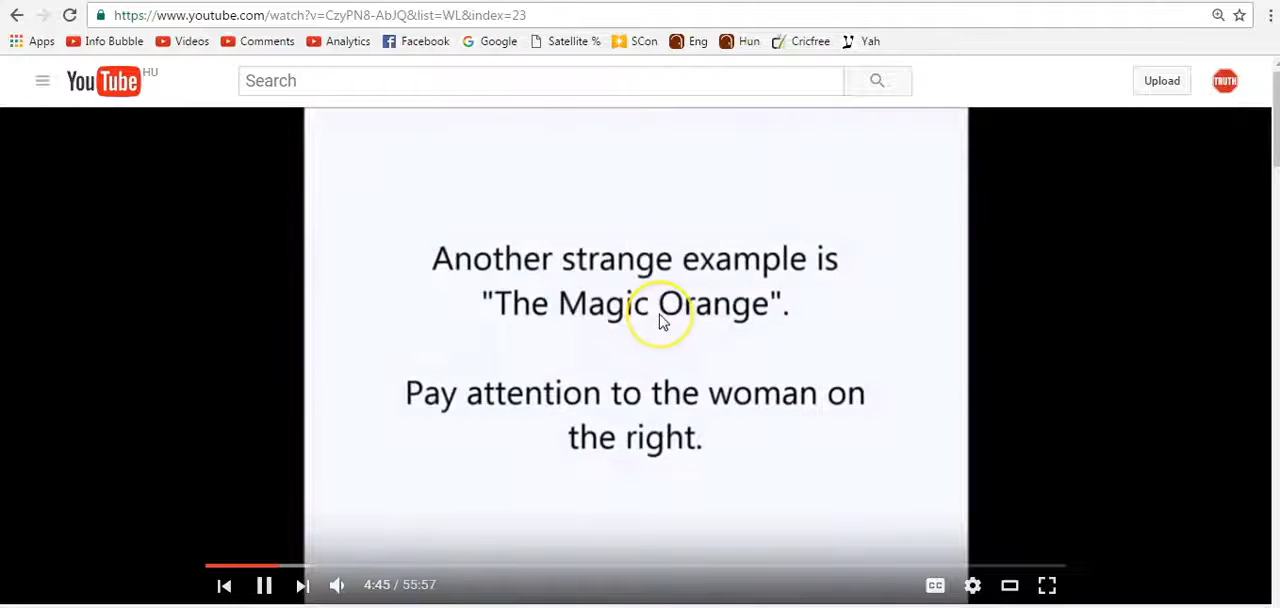 https://www.youtube.com/watch?v=CzyPN8-AbJQ&list=WL&index=23
Apps Info Bubble Videos Comments Analytics Facebook Google Satellite % SCon Eng Hun Cricfree Yah
YouTube HU Search Upload TRUTH
Another strange example is
"The Magic Orange".
Pay attention to the woman on
the right.
4:45 / 55:57 CC